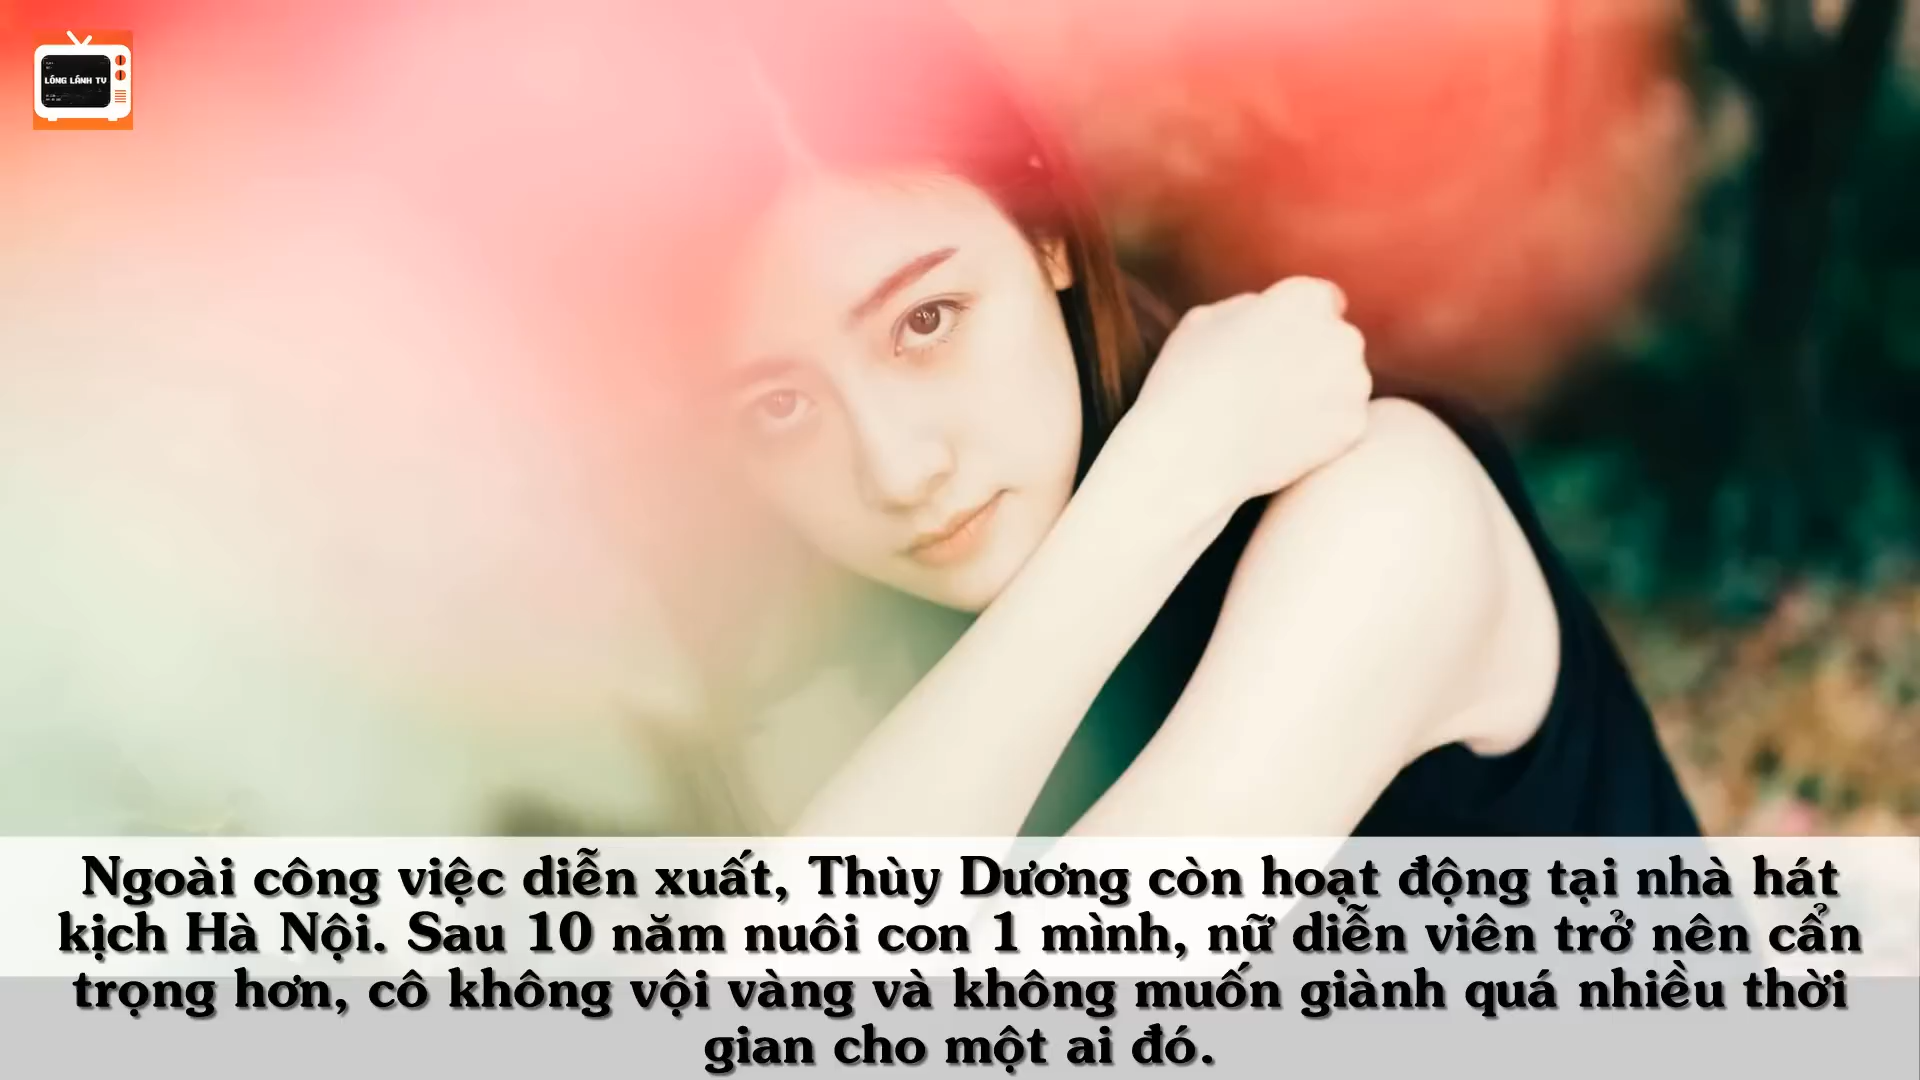 LÓNG LÁNH TV
Ngoài công việc diễn xuất, Thùy Dương còn hoạt động tại nhà hát
kịch Hà Nội. Sau 10 năm nuôi con 1 mình, nữ diễn viên trở nên cẩn
trọng hơn, cô không vội vàng và không muốn giành quá nhiều thời
gian cho một ai đó.